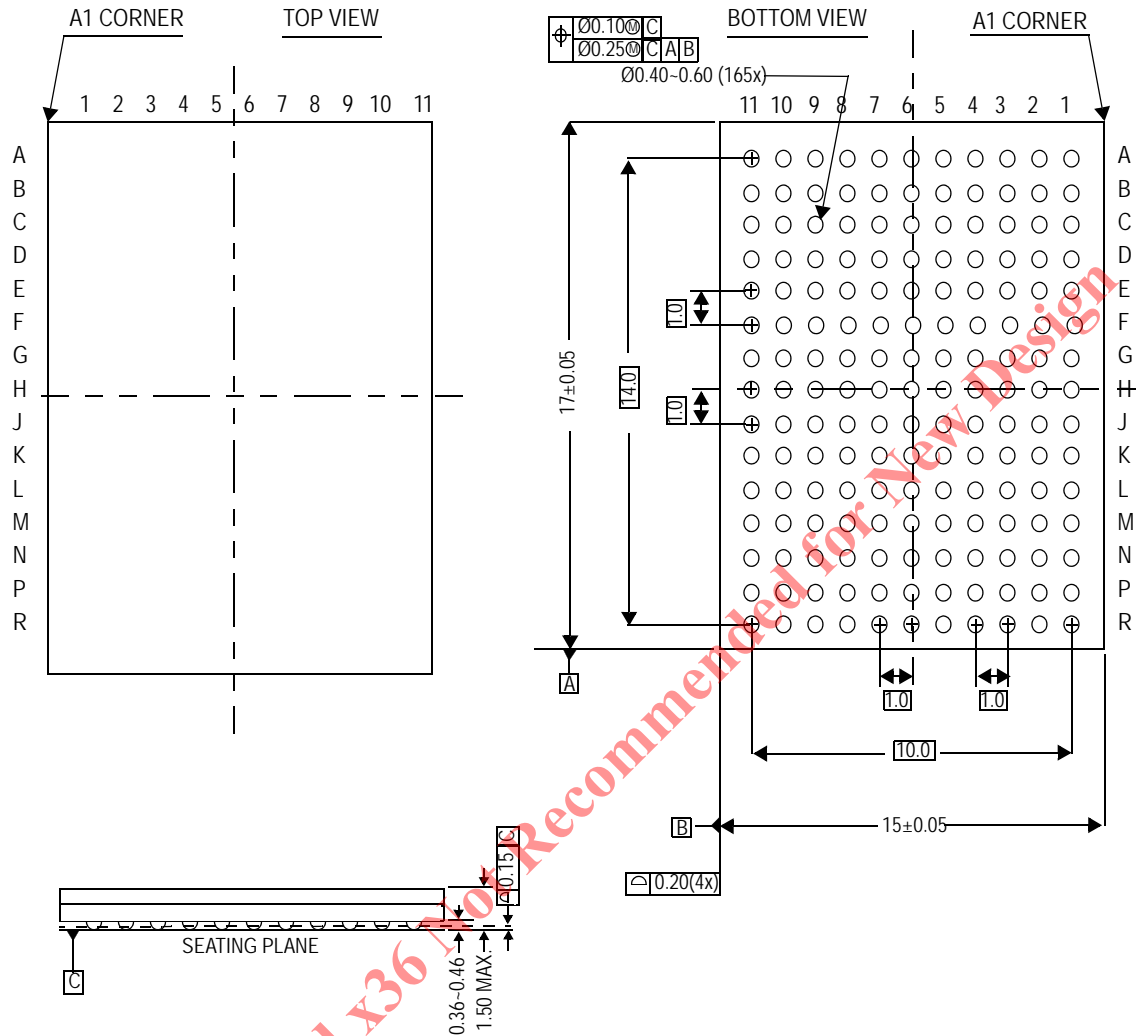 A1 CORNER
TOP VIEW
1 2 3 4 5 6 7 8 9 10 11
A
B
C
D
E
F
G
H
J
K
L
M
N
P
R
Ø0.10Ⓜ C
Ø0.25Ⓜ C A B
BOTTOM VIEW
A1 CORNER
Ø0.40~0.60 (165x)
11 10 9 8 7 6 5 4 3 2 1
A
B
C
D
E
F
G
H
J
K
L
M
N
P
R
17±0.05
14.0
1.0
1.0
A
1.0
1.0
10.0
B
15±0.05
0.20(4x)
0.15 C
SEATING PLANE
C
0.36~0.46
1.50 MAX.
x36 Not Recommended for New Design